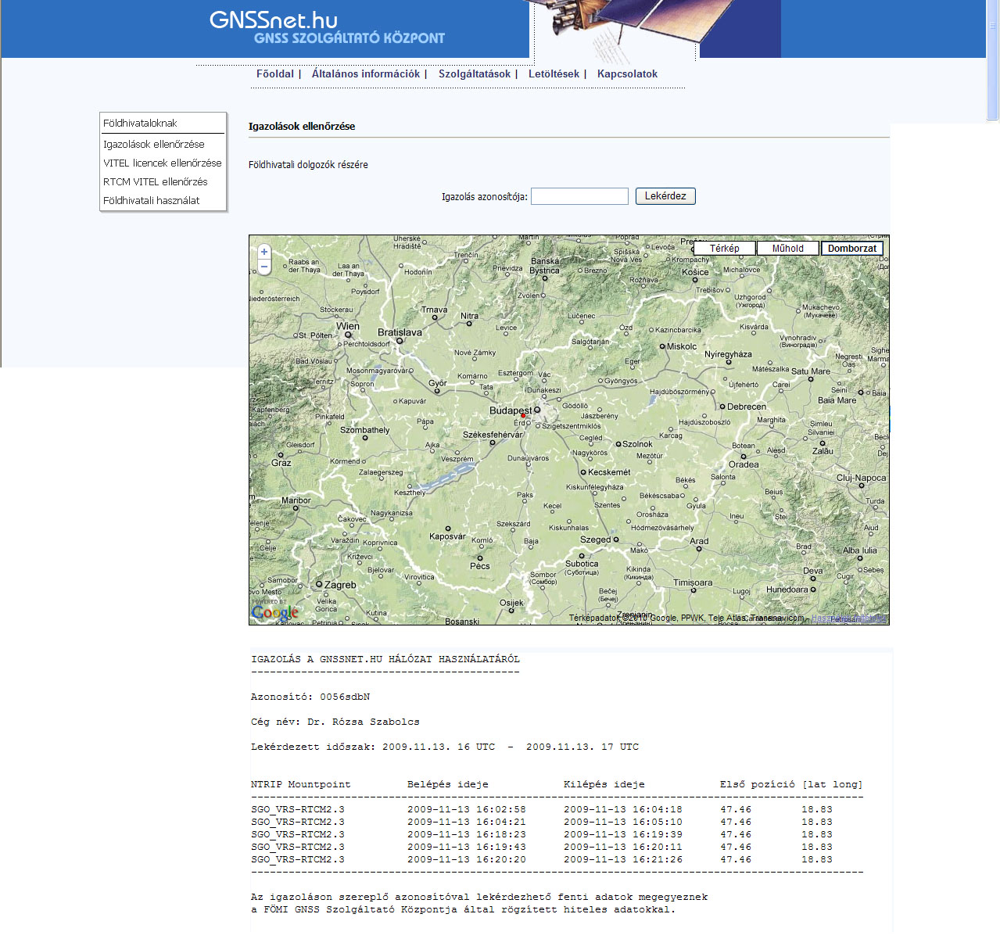 GNSSnet.hu
GNSS SZOLGÁLTATÓ KÖZPONT
Főoldal | Általános információk | Szolgáltatások | Letöltések | Kapcsolatok
Földhivataloknak
Igazolások ellenőrzése
VITEL licencek ellenőrzése
RTCM VITEL ellenőrzés
Földhivatali használat
Igazolások ellenőrzése
Földhivatali dolgozók részére
Igazolás azonosítója:
Lekérdez
+
−
Térkép
Műhold
Domborzat
Uherské Hradiště
Trenčín
Martin
Poprad
Levoča
Spišská Nová Ves
Krompachy
Raabs an der Thaya
Laa an der Thaya
Hodonín
Prievidza
Banská Bystrica
Brezno
Rožňava
Košice
Michalovce
Poysdorf
Niederösterreich
Zvolen
Trebišov
Uzhgorod
(Ужгород)
Mukachevo
(Мукачеве)
Stockerau
Trnava
Nitra
Lučenec
Wien
Bratislava
Levice
Ózd
Kazincbarcika
Kisvárda
St. Pölten
Perchtoldsdorf
Salgótarján
Miskolc
Vynohradiv
(Виноградів)
Nové Zámky
Nyíregyháza
Negrești Oaș
Bad Vöslau
Mosonmagyaróvár
Komárno
Esztergom
Vác
Eger
Mátészalka
Satu Mare
Ternitz
Sopron
Győr
Tata
Dunakeszi
Gyöngyös
Hajdúböszörmény
Újfehértó
Carei
Seini
Baia
Baia Mare
Kapfenberg
Kapuvár
Budapest
Gödöllő
Debrecen
Pinkafeld
Pápa
Érd
Jászberény
Hajdúszoboszló
Marghita
Szombathely
Székesfehérvár
Szigetszentmiklós
Karcag
Simleu Silvaniei
Gleisdorf
Ajka
Cegléd
Szolnok
Botean
Zalău
Graz
Körmend
Veszprém
Dunaújváros
Nagykőrös
Mezőtúr
Alesd
Oradea
Zalaegerszeg
Kecskemét
Békés
Salonta
Cluj-Napoca
Keszthely
Kiskunfélegyháza
Maribor
Paks
Békéscsaba
Beius
Turda
Nagykanizsa
Kecel
Szentes
Gyula
Čakovec
Szekszárd
Orosháza
Ineu
Stei
Varaždin
Koprivnica
Kaposvár
Komló
Baja
Kiskunhalas
Hódmezővásárhely
Aiud
Celje
Szeged
Arad
Brad
Alba Iulia
Križevci
Pécs
Makó
Bjelovar
Subotica
(Суботица)
Kikinda
(Кикинда)
Deva
Sebeș
Samobor
Zagreb
Virovitica
Sombor
(Сомбор)
Timișoara
Cugir
Novo Mesto
Bečej
(Бечеј)
Lugoj
Hunedoara
Velika Gorica
Osijek
POWERED BY
Google
Kutina
Sisak
Petrinja
Bosanski
Zrenjanin
Térképadatok ©2010 Google, PPWK, Tele Atlas, Transnavicom -
IGAZOLÁS A GNSSNET.HU HÁLÓZAT HASZNÁLATÁRÓL
-------------------------------------------
Azonosító: 0056sdbN
Cég név: Dr. Rózsa Szabolcs
Lekérdezett időszak: 2009.11.13. 16 UTC - 2009.11.13. 17 UTC
NTRIP Mountpoint Belépés ideje Kilépés ideje Első pozíció [lat long]
--------------------------------------------------------------------------------------------------
SGO_VRS-RTCM2.3 2009-11-13 16:02:58 2009-11-13 16:04:18 47.46 18.83
SGO_VRS-RTCM2.3 2009-11-13 16:04:21 2009-11-13 16:05:10 47.46 18.83
SGO_VRS-RTCM2.3 2009-11-13 16:18:23 2009-11-13 16:19:39 47.46 18.83
SGO_VRS-RTCM2.3 2009-11-13 16:19:43 2009-11-13 16:20:11 47.46 18.83
SGO_VRS-RTCM2.3 2009-11-13 16:20:20 2009-11-13 16:21:26 47.46 18.83
--------------------------------------------------------------------------------------------------
Az igazoláson szereplő azonosítóval lekérdezhető fenti adatok megegyeznek
a FÖMI GNSS Szolgáltató Központja által rögzített hiteles adatokkal.